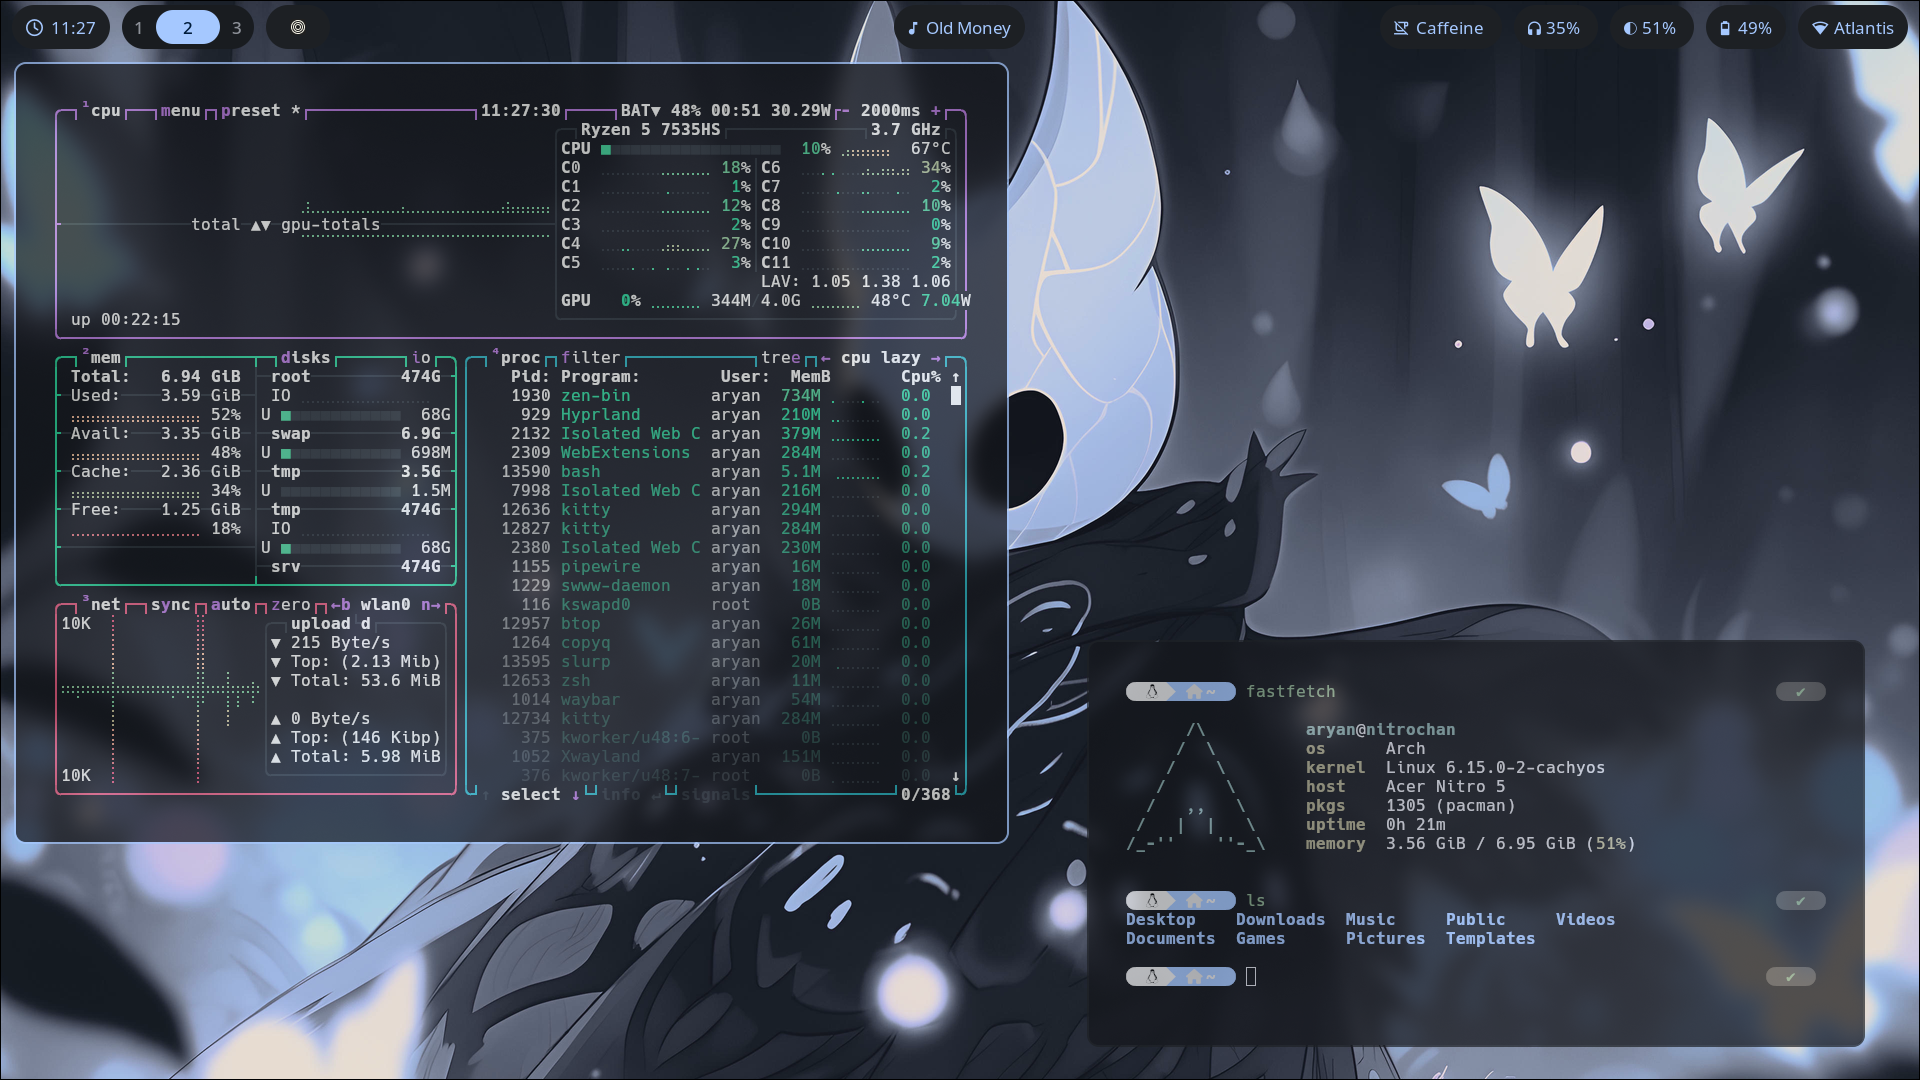 11:27 1 2 3 Old Money Caffeine 35% 51% 49% Atlantis
¹cpu menu preset * 11:27:30 BAT▼ 48% 00:51 30.29W - 2000ms +
Ryzen 5 7535HS 3.7 GHz
CPU 10% 67°C
C0 18% C6 34%
C1 1% C7 2%
C2 12% C8 10%
C3 2% C9 0%
total ▲▼ gpu-totals
C4 27% C10 9%
C5 3% C11 2%
LAV: 1.05 1.38 1.06
GPU 0% 344M/4.0G 48°C 7.04W
up 00:22:15
²mem disks io
Total: 6.94 GiB root 474G
Used: 3.59 GiB IO
52% U 68G
Avail: 3.35 GiB swap 6.9G
48% U 698M
Cache: 2.36 GiB tmp 3.5G
34% U 1.5M
Free: 1.25 GiB tmp 474G
18% IO
U 68G
srv 474G
⁴proc filter tree ← cpu lazy →
Pid: Program: User: MemB Cpu% ↑
1930 zen-bin aryan 734M 0.0
929 Hyprland aryan 210M 0.0
2132 Isolated Web C aryan 379M 0.2
2309 WebExtensions aryan 284M 0.0
13590 bash aryan 5.1M 0.2
7998 Isolated Web C aryan 216M 0.0
12636 kitty aryan 294M 0.0
12827 kitty aryan 284M 0.0
2380 Isolated Web C aryan 230M 0.0
1155 pipewire aryan 16M 0.0
1229 swww-daemon aryan 18M 0.0
116 kswapd0 root 0B 0.0
12957 btop aryan 26M 0.0
1264 copyq aryan 61M 0.0
13595 slurp aryan 20M 0.0
12653 zsh aryan 11M 0.0
1014 waybar aryan 54M 0.0
12734 kitty aryan 284M 0.0
375 kworker/u48:6- root 0B 0.0
1052 Xwayland aryan 151M 0.0
376 kworker/u48:7- root 0B 0.0 ↓
↑ select ↓ info ↵ signals 0/368
³net sync auto zero ←b wlan0 n→
10K upload d
▼ 215 Byte/s
▼ Top: (2.13 Mib)
▼ Total: 53.6 MiB
▲ 0 Byte/s
▲ Top: (146 Kibp)
10K ▲ Total: 5.98 MiB
~ fastfetch ✔
aryan@nitrochan
os Arch
kernel Linux 6.15.0-2-cachyos
host Acer Nitro 5
pkgs 1305 (pacman)
uptime 0h 21m
memory 3.56 GiB / 6.95 GiB (51%)
~ ls ✔
Desktop Downloads Music Public Videos
Documents Games Pictures Templates
~ ✔